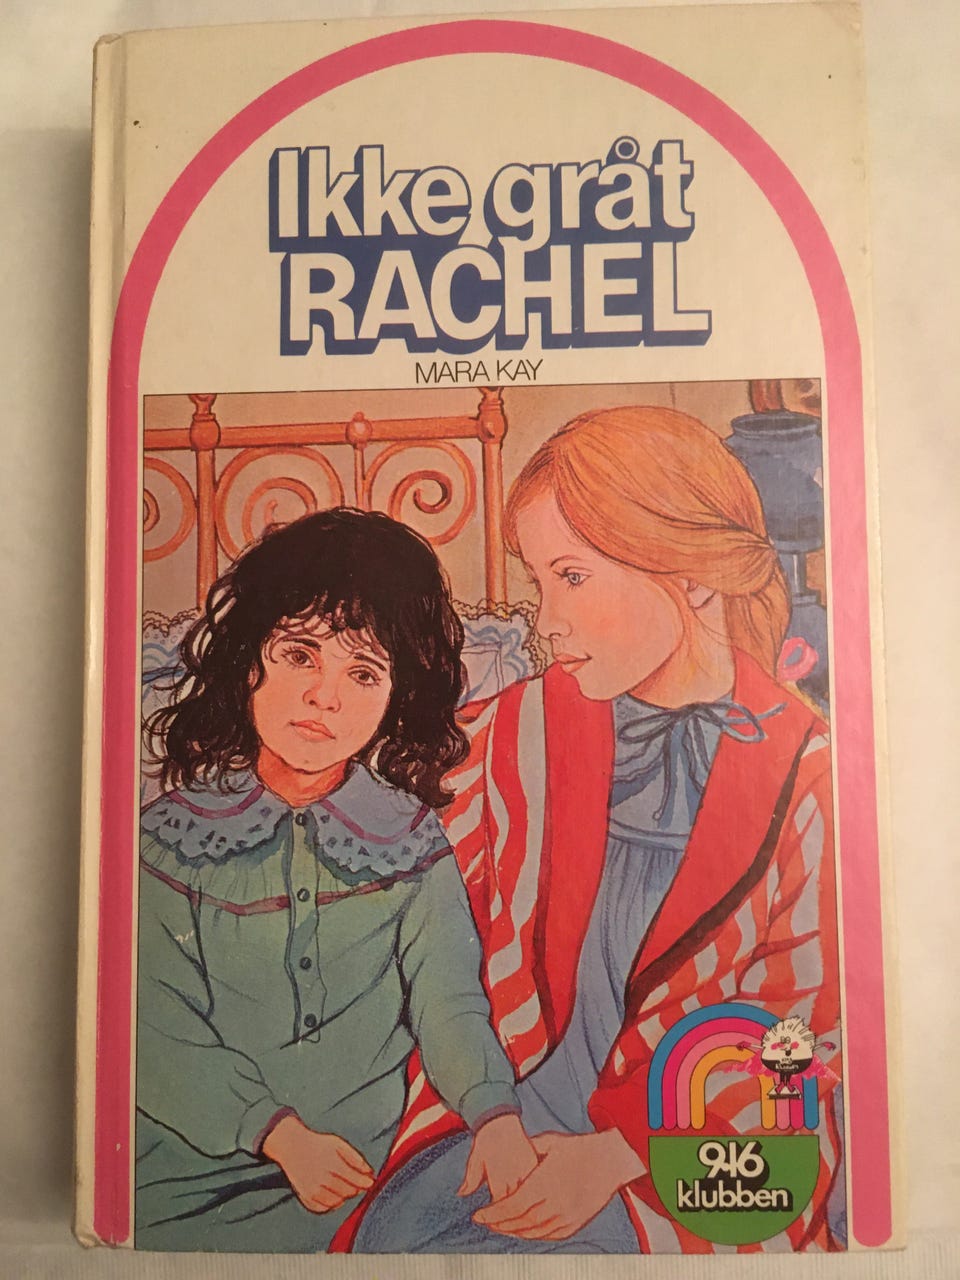 Ikke gråt
RACHEL
MARA KAY
9-16
klubben